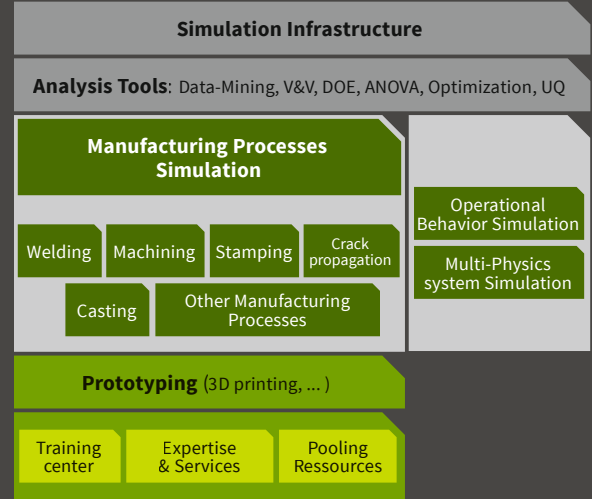 Simulation Infrastructure
Analysis Tools: Data-Mining, V&V, DOE, ANOVA, Optimization, UQ
Manufacturing Processes
Simulation
Welding
Machining
Stamping
Crack
propagation
Casting
Other Manufacturing
Processes
Operational
Behavior Simulation
Multi-Physics
system Simulation
Prototyping (3D printing, ... )
Training
center
Expertise
& Services
Pooling
Ressources